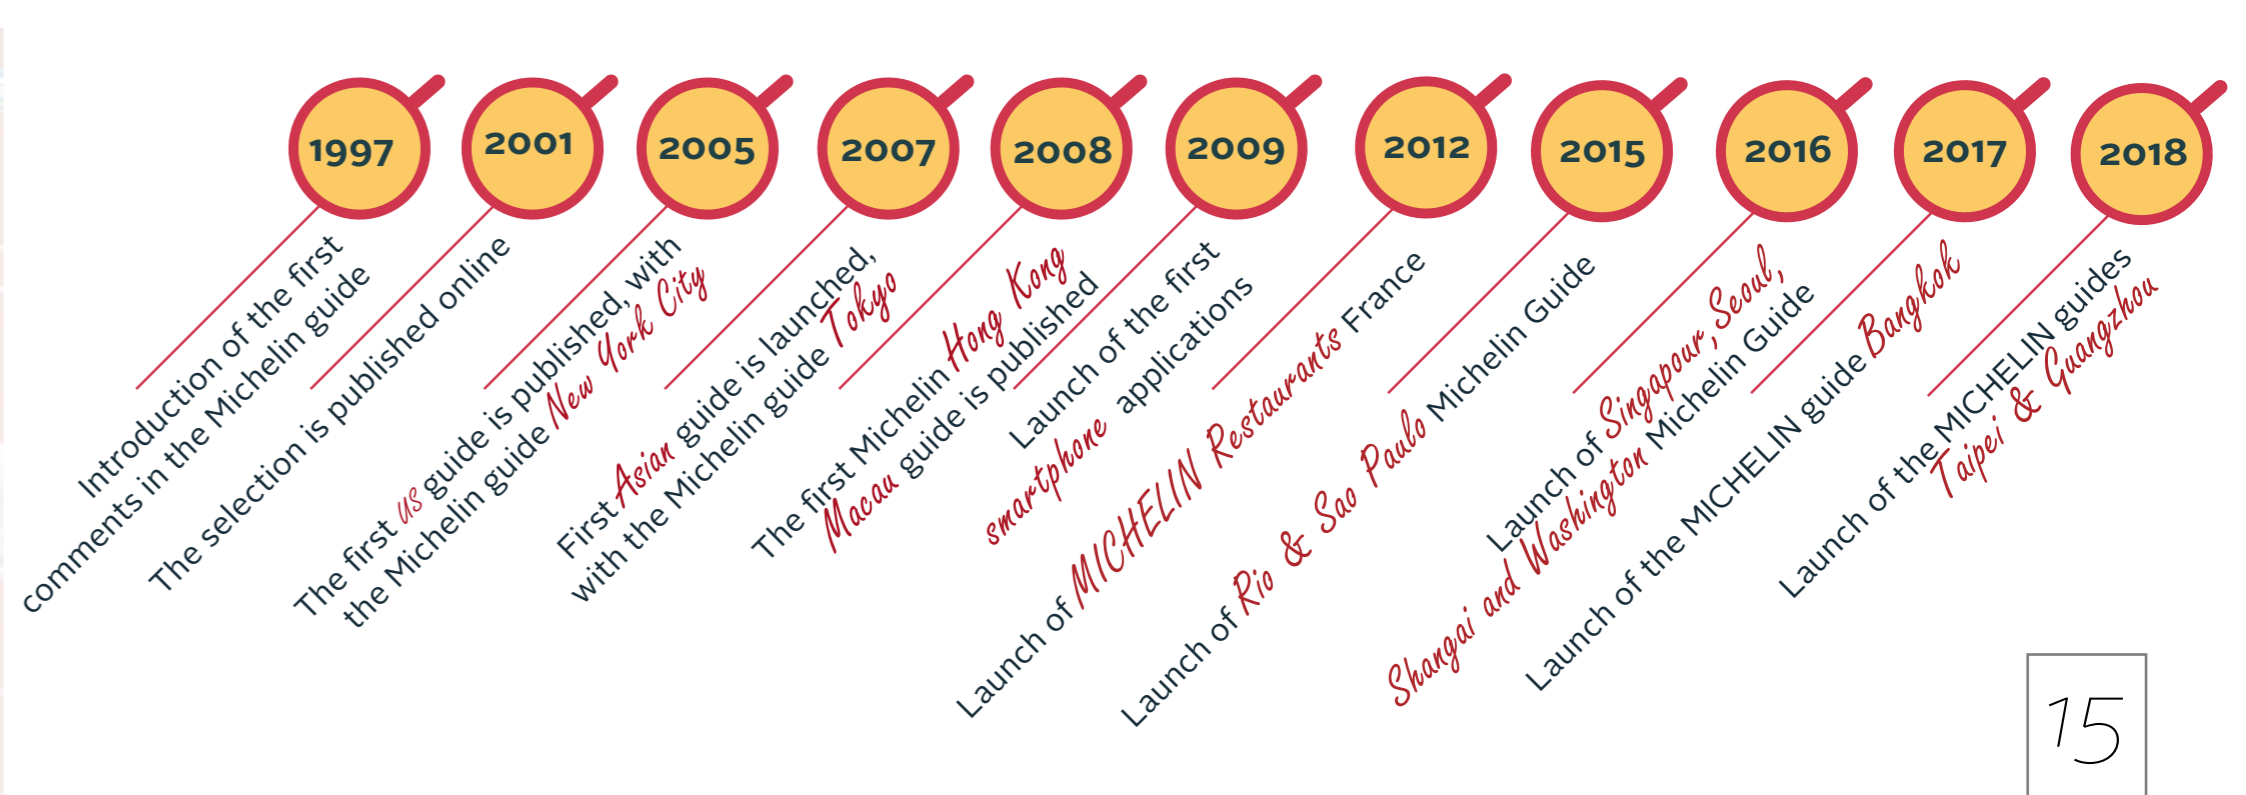 1997
Introduction of the first
comments in the Michelin guide
2001
The selection is published online
2005
The first US guide is published, with
the Michelin guide New York City
2007
First Asian guide is launched,
with the Michelin guide Tokyo
2008
The first Michelin Hong Kong
Macau guide is published
2009
Launch of the first
smartphone applications
2012
Launch of MICHELIN Restaurants France
2015
Launch of Rio & Sao Paulo Michelin Guide
2016
Launch of Singapour, Seoul,
Shangai and Washington Michelin Guide
2017
Launch of the MICHELIN guide Bangkok
2018
Launch of the MICHELIN guides
Taipei & Guangzhou
15